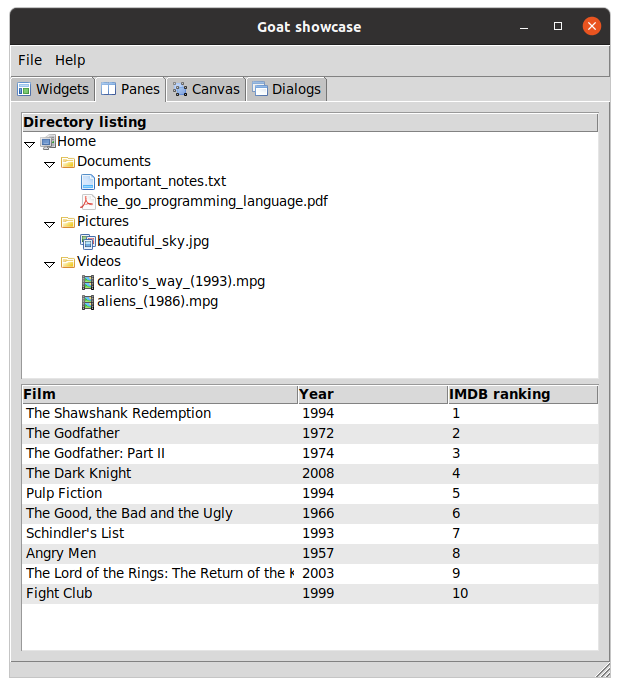 Goat showcase
File Help
Widgets Panes Canvas Dialogs
Directory listing
Home
Documents
important_notes.txt
the_go_programming_language.pdf
Pictures
beautiful_sky.jpg
Videos
carlito's_way_(1993).mpg
aliens_(1986).mpg
Film Year IMDB ranking
The Shawshank Redemption 1994 1
The Godfather 1972 2
The Godfather: Part II 1974 3
The Dark Knight 2008 4
Pulp Fiction 1994 5
The Good, the Bad and the Ugly 1966 6
Schindler's List 1993 7
Angry Men 1957 8
The Lord of the Rings: The Return of the K 2003 9
Fight Club 1999 10